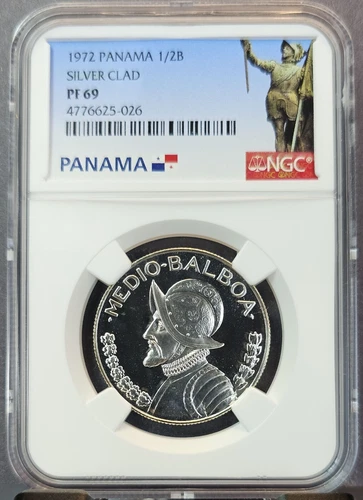 1972 PANAMA 1/2B
SILVER CLAD
PF 69
4776625-026
PANAMA
NGC
·MEDIO-BALBOA·